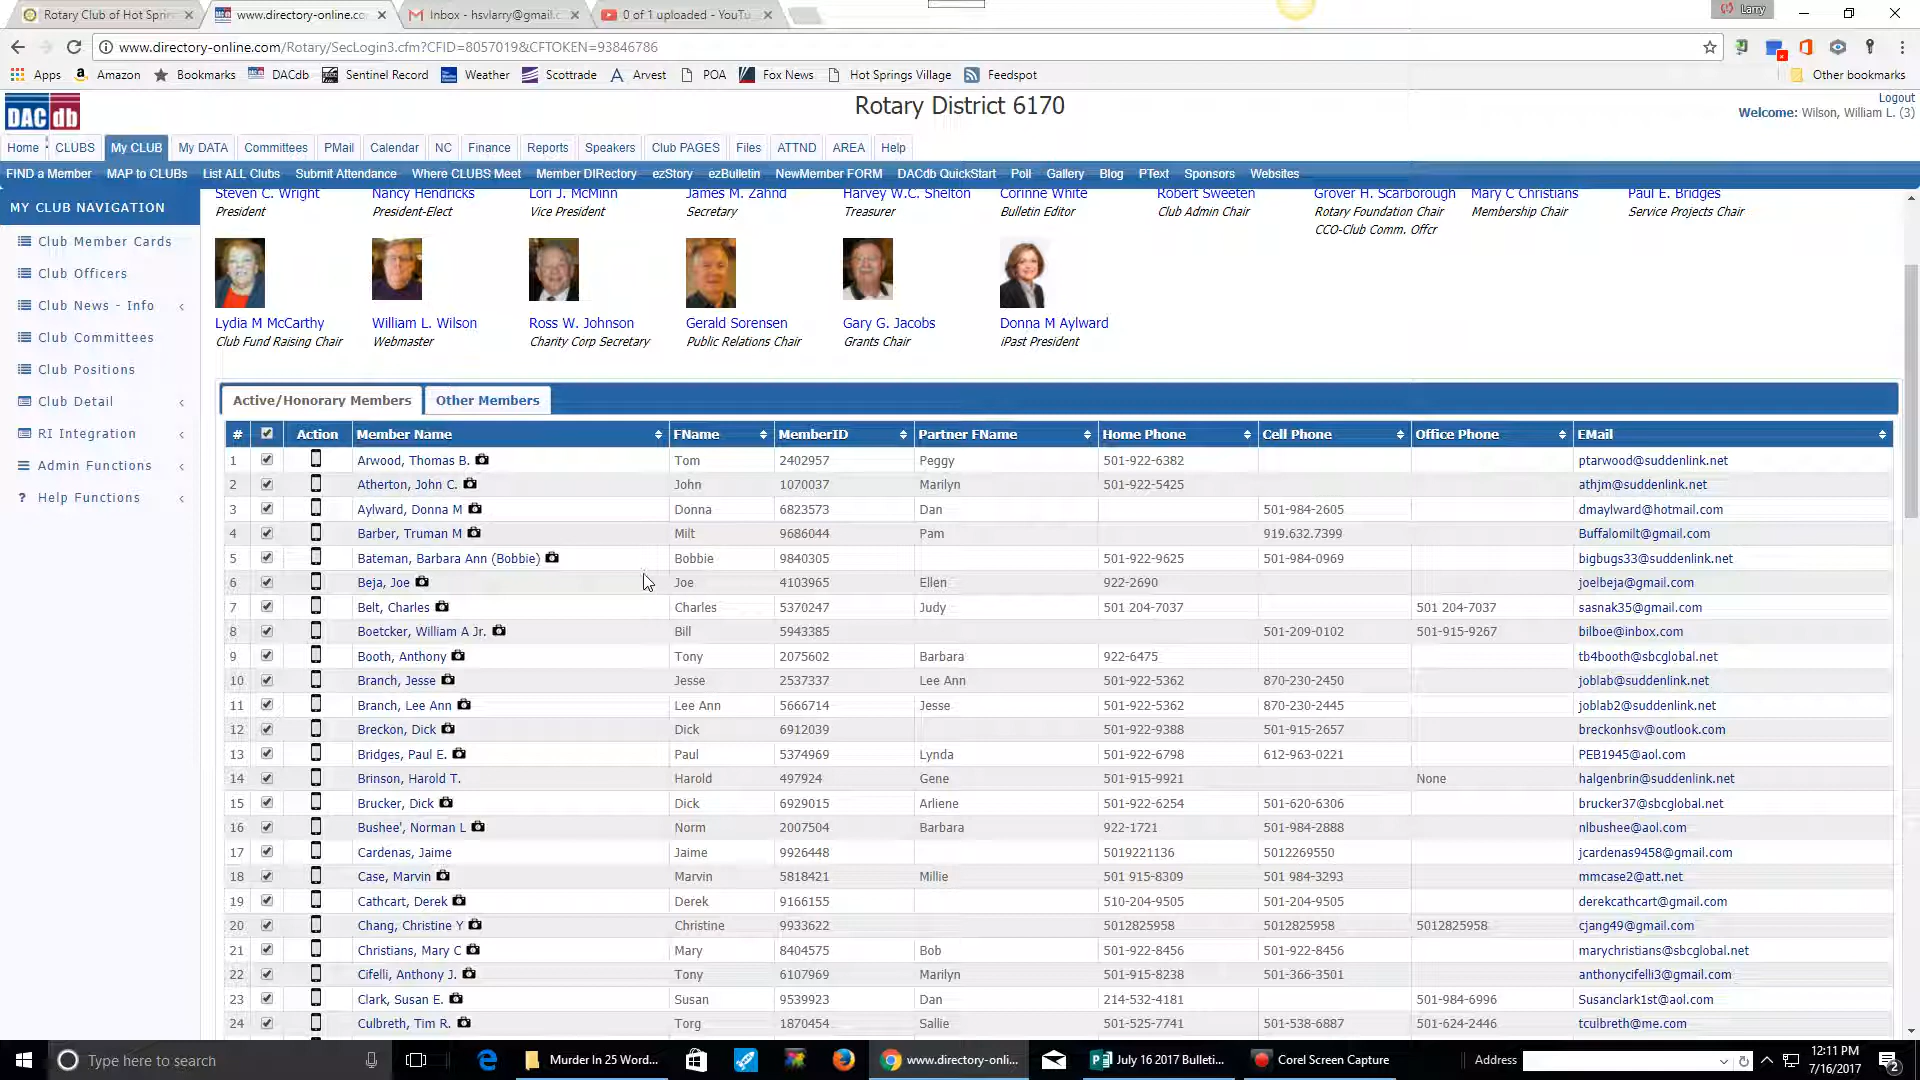 Rotary Club of Hot Sprin
www.directory-online.co
Inbox - hsvlarry@gmail.c
0 of 1 uploaded - YouTu
Larry
www.directory-online.com/Rotary/SecLogin3.cfm?CFID=8057019&CFTOKEN=93846786
Apps Amazon Bookmarks DACdb Sentinel Record Weather Scottrade Arvest POA Fox News Hot Springs Village Feedspot Other bookmarks
DAC db
Rotary District 6170
Logout
Welcome: Wilson, William L. (3)
Home CLUBS My CLUB My DATA Committees PMail Calendar NC Finance Reports Speakers Club PAGES Files ATTND AREA Help
FIND a Member MAP to CLUBs List ALL Clubs Submit Attendance Where CLUBS Meet Member DIRectory ezStory ezBulletin NewMember FORM DACdb QuickStart Poll Gallery Blog PText Sponsors Websites
MY CLUB NAVIGATION
Club Member Cards
Club Officers
Club News - Info
Club Committees
Club Positions
Club Detail
RI Integration
Admin Functions
? Help Functions
Steven C. Wright Nancy Hendricks Lori J. McMinn James M. Zahnd Harvey W.C. Shelton Corinne White Robert Sweeten Grover H. Scarborough Mary C Christians Paul E. Bridges
President President-Elect Vice President Secretary Treasurer Bulletin Editor Club Admin Chair Rotary Foundation Chair Membership Chair Service Projects Chair
CCO-Club Comm. Offcr
Lydia M McCarthy William L. Wilson Ross W. Johnson Gerald Sorensen Gary G. Jacobs Donna M Aylward
Club Fund Raising Chair Webmaster Charity Corp Secretary Public Relations Chair Grants Chair iPast President
Active/Honorary Members Other Members
# Action Member Name FName MemberID Partner FName Home Phone Cell Phone Office Phone EMail
1 Arwood, Thomas B. Tom 2402957 Peggy 501-922-6382 ptarwood@suddenlink.net
2 Atherton, John C. John 1070037 Marilyn 501-922-5425 athjm@suddenlink.net
3 Aylward, Donna M Donna 6823573 Dan 501-984-2605 dmaylward@hotmail.com
4 Barber, Truman M Milt 9686044 Pam 919.632.7399 Buffalomilt@gmail.com
5 Bateman, Barbara Ann (Bobbie) Bobbie 9840305 501-922-9625 501-984-0969 bigbugs33@suddenlink.net
6 Beja, Joe Joe 4103965 Ellen 922-2690 joelbeja@gmail.com
7 Belt, Charles Charles 5370247 Judy 501 204-7037 501 204-7037 sasnak35@gmail.com
8 Boetcker, William A Jr. Bill 5943385 501-209-0102 501-915-9267 bilboe@inbox.com
9 Booth, Anthony Tony 2075602 Barbara 922-6475 tb4booth@sbcglobal.net
10 Branch, Jesse Jesse 2537337 Lee Ann 501-922-5362 870-230-2450 joblab@suddenlink.net
11 Branch, Lee Ann Lee Ann 5666714 Jesse 501-922-5362 870-230-2445 joblab2@suddenlink.net
12 Breckon, Dick Dick 6912039 501-922-9388 501-915-2657 breckonhsv@outlook.com
13 Bridges, Paul E. Paul 5374969 Lynda 501-922-6798 612-963-0221 PEB1945@aol.com
14 Brinson, Harold T. Harold 497924 Gene 501-915-9921 None halgenbrin@suddenlink.net
15 Brucker, Dick Dick 6929015 Arliene 501-922-6254 501-620-6306 brucker37@sbcglobal.net
16 Bushee', Norman L Norm 2007504 Barbara 922-1721 501-984-2888 nlbushee@aol.com
17 Cardenas, Jaime Jaime 9926448 5019221136 5012269550 jcardenas9458@gmail.com
18 Case, Marvin Marvin 5818421 Millie 501 915-8309 501 984-3293 mmcase2@att.net
19 Cathcart, Derek Derek 9166155 510-204-9505 501-204-9505 derekcathcart@gmail.com
20 Chang, Christine Y Christine 9933622 5012825958 5012825958 5012825958 cjang49@gmail.com
21 Christians, Mary C Mary 8404575 Bob 501-922-8456 501-922-8456 marychristians@sbcglobal.net
22 Cifelli, Anthony J. Tony 6107969 Marilyn 501-915-8238 501-366-3501 anthonycifelli3@gmail.com
23 Clark, Susan E. Susan 9539923 Dan 214-532-4181 501-984-6996 Susanclark1st@aol.com
24 Culbreth, Tim R. Torg 1870454 Sallie 501-525-7741 501-538-6887 501-624-2446 tculbreth@me.com
Type here to search
Murder In 25 Word...
www.directory-onli...
July 16 2017 Bulleti...
Corel Screen Capture
Address
12:11 PM
7/16/2017
2